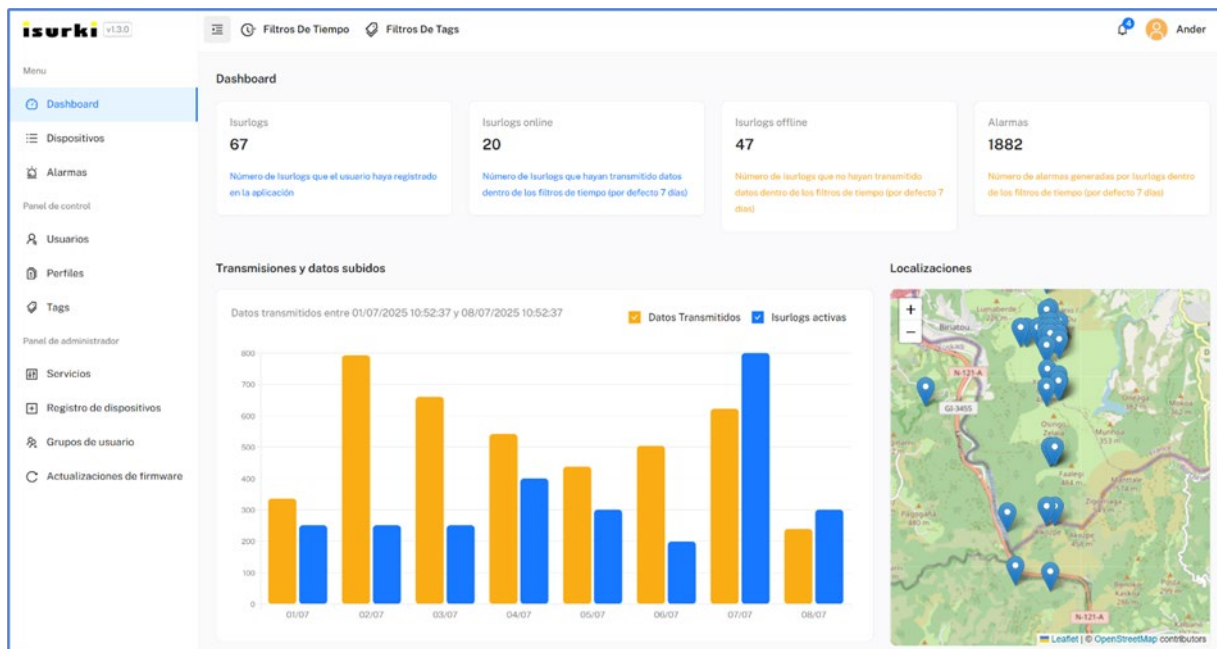 isurki v1.3.0
Filtros De Tiempo
Filtros De Tags
4
Ander
Menu
Dashboard
Dispositivos
Alarmas
Panel de control
Usuarios
Perfiles
Tags
Panel de administrador
Servicios
Registro de dispositivos
Grupos de usuario
Actualizaciones de firmware
Dashboard
Isurlogs
67
Número de Isurlogs que el usuario haya registrado
en la aplicación
Isurlogs online
20
Número de Isurlogs que hayan transmitido datos
dentro de los filtros de tiempo (por defecto 7 días)
Isurlogs offline
47
Número de Isurlogs que no hayan transmitido
datos dentro de los filtros de tiempo (por defecto 7
días)
Alarmas
1882
Número de alarmas generadas por Isurlogs dentro
de los filtros de tiempo (por defecto 7 días)
Transmisiones y datos subidos
Datos transmitidos entre 01/07/2025 10:52:37 y 08/07/2025 10:52:37
Datos Transmitidos
Isurlogs activas
800
700
600
500
400
300
200
100
0
01/07
02/07
03/07
04/07
05/07
06/07
07/07
08/07
Localizaciones
+
−
Biriatou
N-121-A
GI-3455
Osingo
Zelaia
Faalegi
484 m
Pagogaña
480 m
N-121-A
Leaflet | © OpenStreetMap contributors